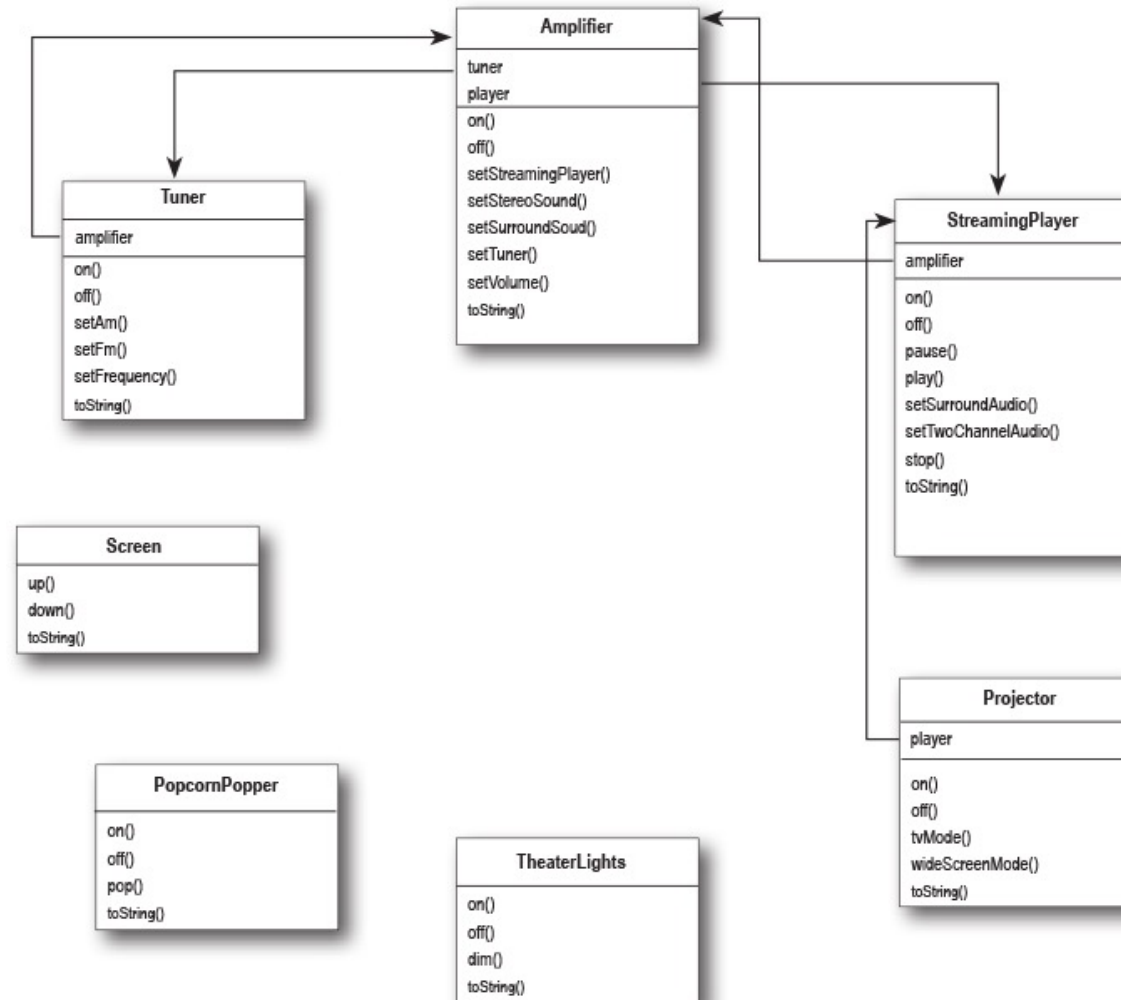 Amplifier
tuner
player
on()
off()
setStreamingPlayer()
setStereoSound()
setSurroundSoud()
setTuner()
setVolume()
toString()
Tuner
amplifier
on()
off()
setAm()
setFm()
setFrequency()
toString()
StreamingPlayer
amplifier
on()
off()
pause()
play()
setSurroundAudio()
setTwoChannelAudio()
stop()
toString()
Screen
up()
down()
toString()
Projector
player
on()
off()
tvMode()
wideScreenMode()
toString()
PopcornPopper
on()
off()
pop()
toString()
TheaterLights
on()
off()
dim()
toString()